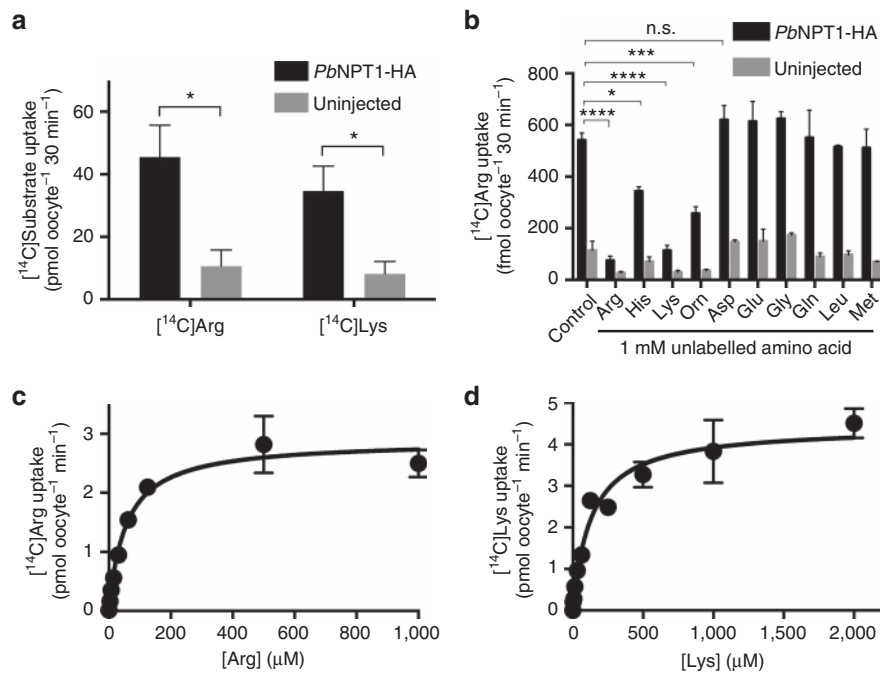 a
PbNPT1-HA
Uninjected
[¹⁴C]Substrate uptake
(pmol oocyte⁻¹ 30 min⁻¹)
60
40
20
0
*
*
[¹⁴C]Arg
[¹⁴C]Lys
b
PbNPT1-HA
Uninjected
n.s.
***
****
*
****
[¹⁴C]Arg uptake
(fmol oocyte⁻¹ 30 min⁻¹)
800
600
400
200
0
Control
Arg
His
Lys
Orn
Asp
Glu
Gly
Gln
Leu
Met
1 mM unlabelled amino acid
c
[¹⁴C]Arg uptake
(pmol oocyte⁻¹ min⁻¹)
3
2
1
0
0 200 400 600 800 1,000
[Arg] (μM)
d
[¹⁴C]Lys uptake
(pmol oocyte⁻¹ min⁻¹)
5
4
3
2
1
0
0 500 1,000 1,500 2,000
[Lys] (μM)